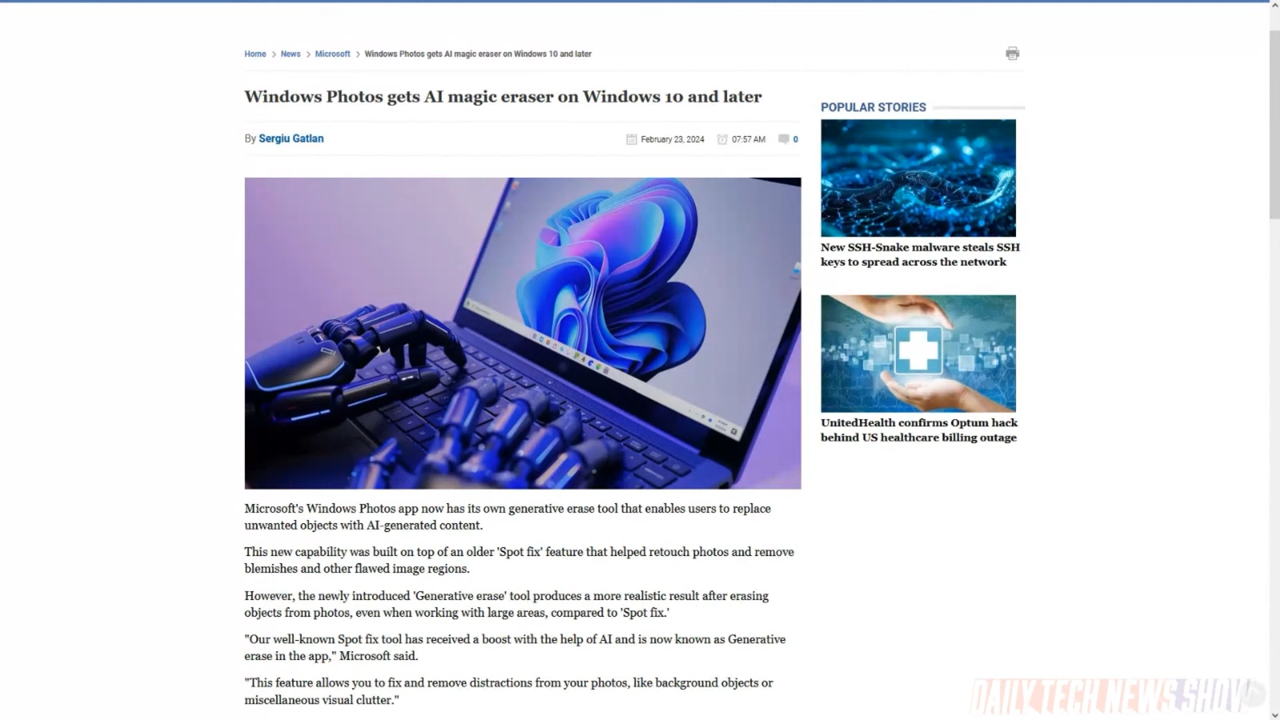 Home > News > Microsoft > Windows Photos gets AI magic eraser on Windows 10 and later
Windows Photos gets AI magic eraser on Windows 10 and later
By Sergiu Gatlan
February 23, 2024
07:57 AM
0
Microsoft's Windows Photos app now has its own generative erase tool that enables users to replace
unwanted objects with AI-generated content.
This new capability was built on top of an older 'Spot fix' feature that helped retouch photos and remove
blemishes and other flawed image regions.
However, the newly introduced 'Generative erase' tool produces a more realistic result after erasing
objects from photos, even when working with large areas, compared to 'Spot fix.'
"Our well-known Spot fix tool has received a boost with the help of AI and is now known as Generative
erase in the app," Microsoft said.
"This feature allows you to fix and remove distractions from your photos, like background objects or
miscellaneous visual clutter."
POPULAR STORIES
New SSH-Snake malware steals SSH
keys to spread across the network
UnitedHealth confirms Optum hack
behind US healthcare billing outage
DAILY TECH NEWS SHOW